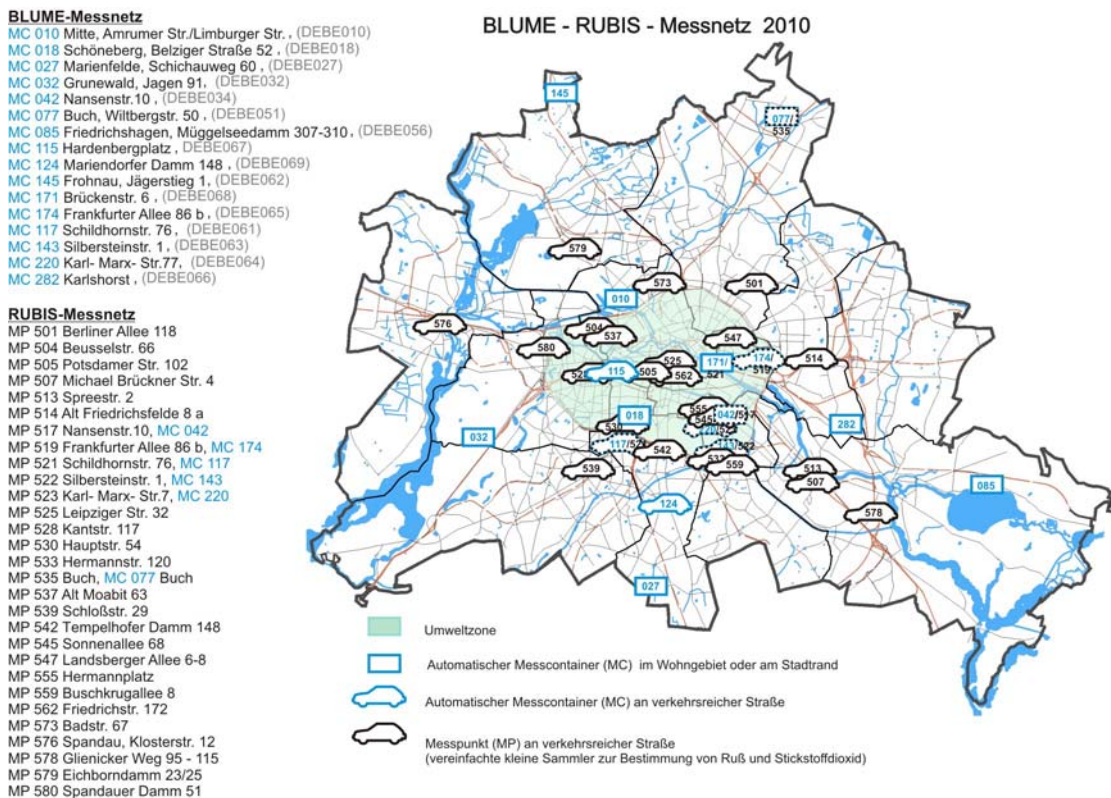 BLUME-Messnetz
MC 010 Mitte, Amrumer Str./Limburger Str. , (DEBE010)
MC 018 Schöneberg, Belziger Straße 52 , (DEBE018)
MC 027 Marienfelde, Schichauweg 60 , (DEBE027)
MC 032 Grunewald, Jagen 91, (DEBE032)
MC 042 Nansenstr.10 , (DEBE034)
MC 077 Buch, Wiltbergstr. 50 , (DEBE051)
MC 085 Friedrichshagen, Müggelseedamm 307-310 , (DEBE056)
MC 115 Hardenbergplatz , (DEBE067)
MC 124 Mariendorfer Damm 148 , (DEBE069)
MC 145 Frohnau, Jägerstieg 1, (DEBE062)
MC 171 Brückenstr. 6 , (DEBE068)
MC 174 Frankfurter Allee 86 b , (DEBE065)
MC 117 Schildhornstr. 76 , (DEBE061)
MC 143 Silbersteinstr. 1 , (DEBE063)
MC 220 Karl- Marx- Str.77, (DEBE064)
MC 282 Karlshorst , (DEBE066)
RUBIS-Messnetz
MP 501 Berliner Allee 118
MP 504 Beusselstr. 66
MP 505 Potsdamer Str. 102
MP 507 Michael Brückner Str. 4
MP 513 Spreestr. 2
MP 514 Alt Friedrichsfelde 8 a
MP 517 Nansenstr.10, MC 042
MP 519 Frankfurter Allee 86 b, MC 174
MP 521 Schildhornstr. 76, MC 117
MP 522 Silbersteinstr. 1, MC 143
MP 523 Karl- Marx- Str.7, MC 220
MP 525 Leipziger Str. 32
MP 528 Kantstr. 117
MP 530 Hauptstr. 54
MP 533 Hermannstr. 120
MP 535 Buch, MC 077 Buch
MP 537 Alt Moabit 63
MP 539 Schloßstr. 29
MP 542 Tempelhofer Damm 148
MP 545 Sonnenallee 68
MP 547 Landsberger Allee 6-8
MP 555 Hermannplatz
MP 559 Buschkrugallee 8
MP 562 Friedrichstr. 172
MP 573 Badstr. 67
MP 576 Spandau, Klosterstr. 12
MP 578 Glienicker Weg 95 - 115
MP 579 Eichborndamm 23/25
MP 580 Spandauer Damm 51
BLUME - RUBIS - Messnetz 2010
145
077/
535
579
573
501
010
576
504
537
547
580
525
171/
174/
514
115
505
562
521
519
555
042/
545
018
282
032
117/
542
533
559
539
513
507
085
124
578
027
Umweltzone
Automatischer Messcontainer (MC) im Wohngebiet oder am Stadtrand
Automatischer Messcontainer (MC) an verkehrsreicher Straße
Messpunkt (MP) an verkehrsreicher Straße
(vereinfachte kleine Sammler zur Bestimmung von Ruß und Stickstoffdioxid)